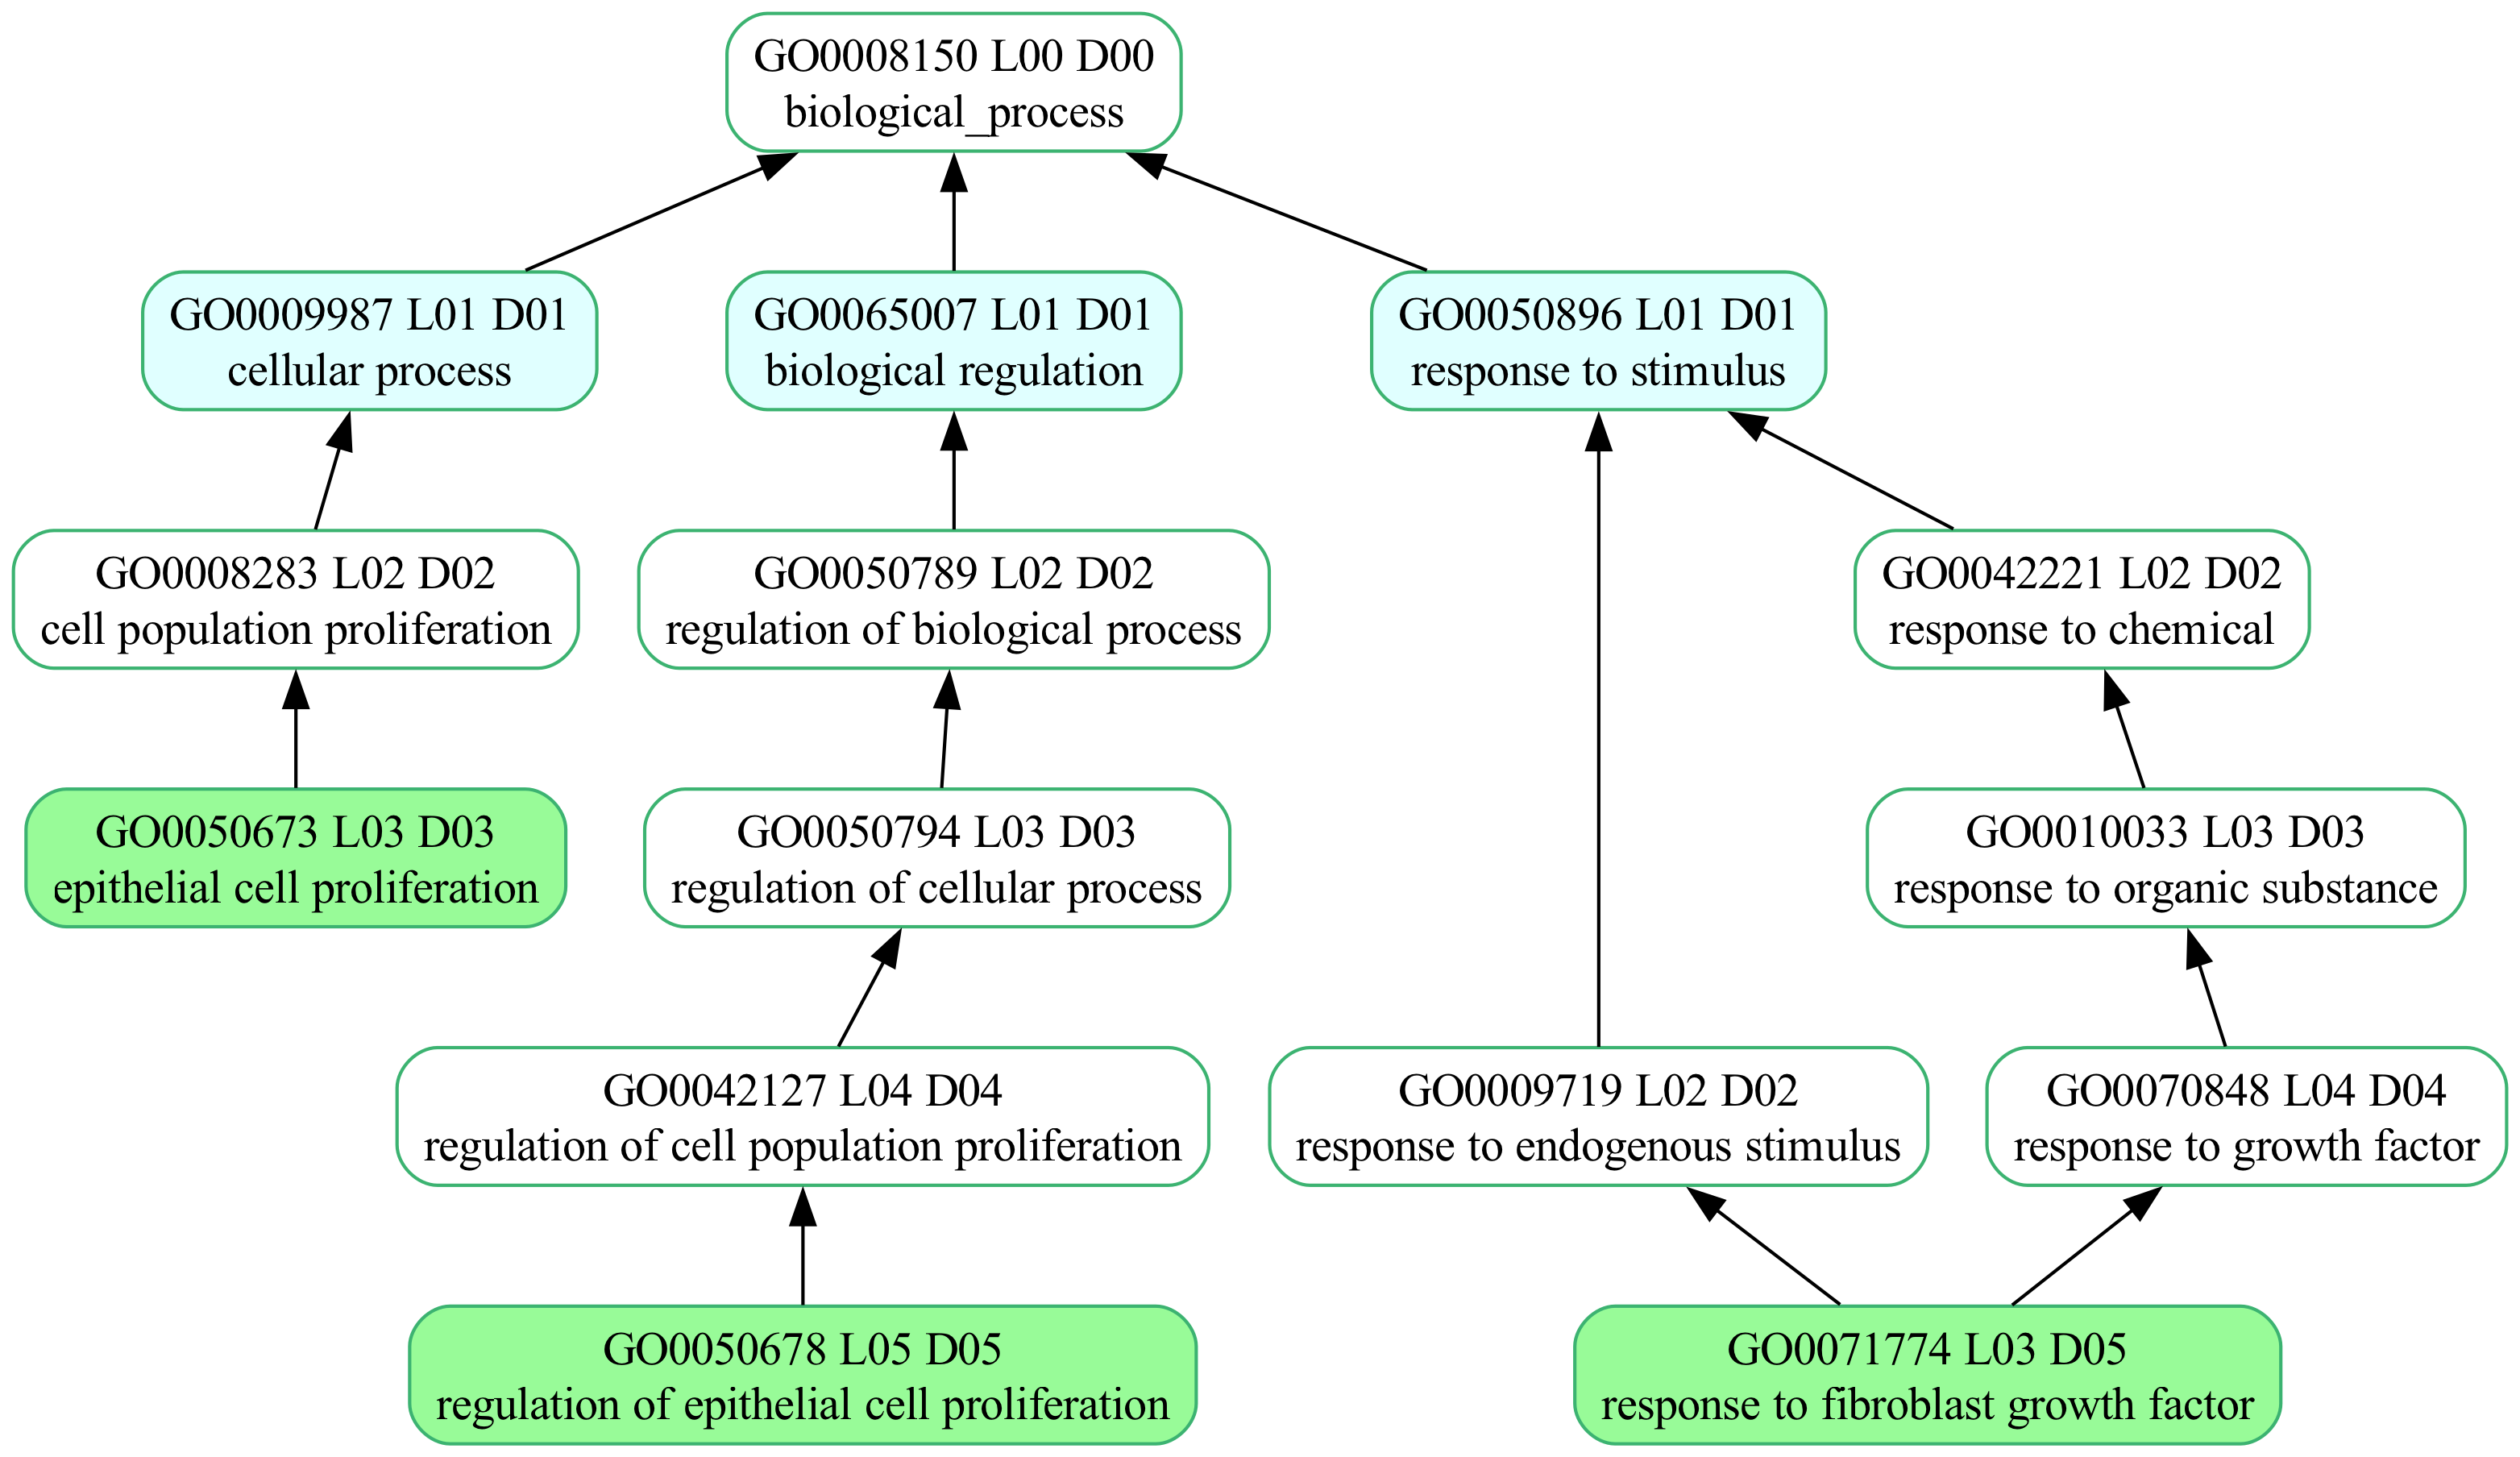 GO0008150 L00 D00
biological_process
GO0009987 L01 D01
cellular process
GO0065007 L01 D01
biological regulation
GO0050896 L01 D01
response to stimulus
GO0008283 L02 D02
cell population proliferation
GO0050789 L02 D02
regulation of biological process
GO0042221 L02 D02
response to chemical
GO0050673 L03 D03
epithelial cell proliferation
GO0050794 L03 D03
regulation of cellular process
GO0010033 L03 D03
response to organic substance
GO0042127 L04 D04
regulation of cell population proliferation
GO0009719 L02 D02
response to endogenous stimulus
GO0070848 L04 D04
response to growth factor
GO0050678 L05 D05
regulation of epithelial cell proliferation
GO0071774 L03 D05
response to fibroblast growth factor